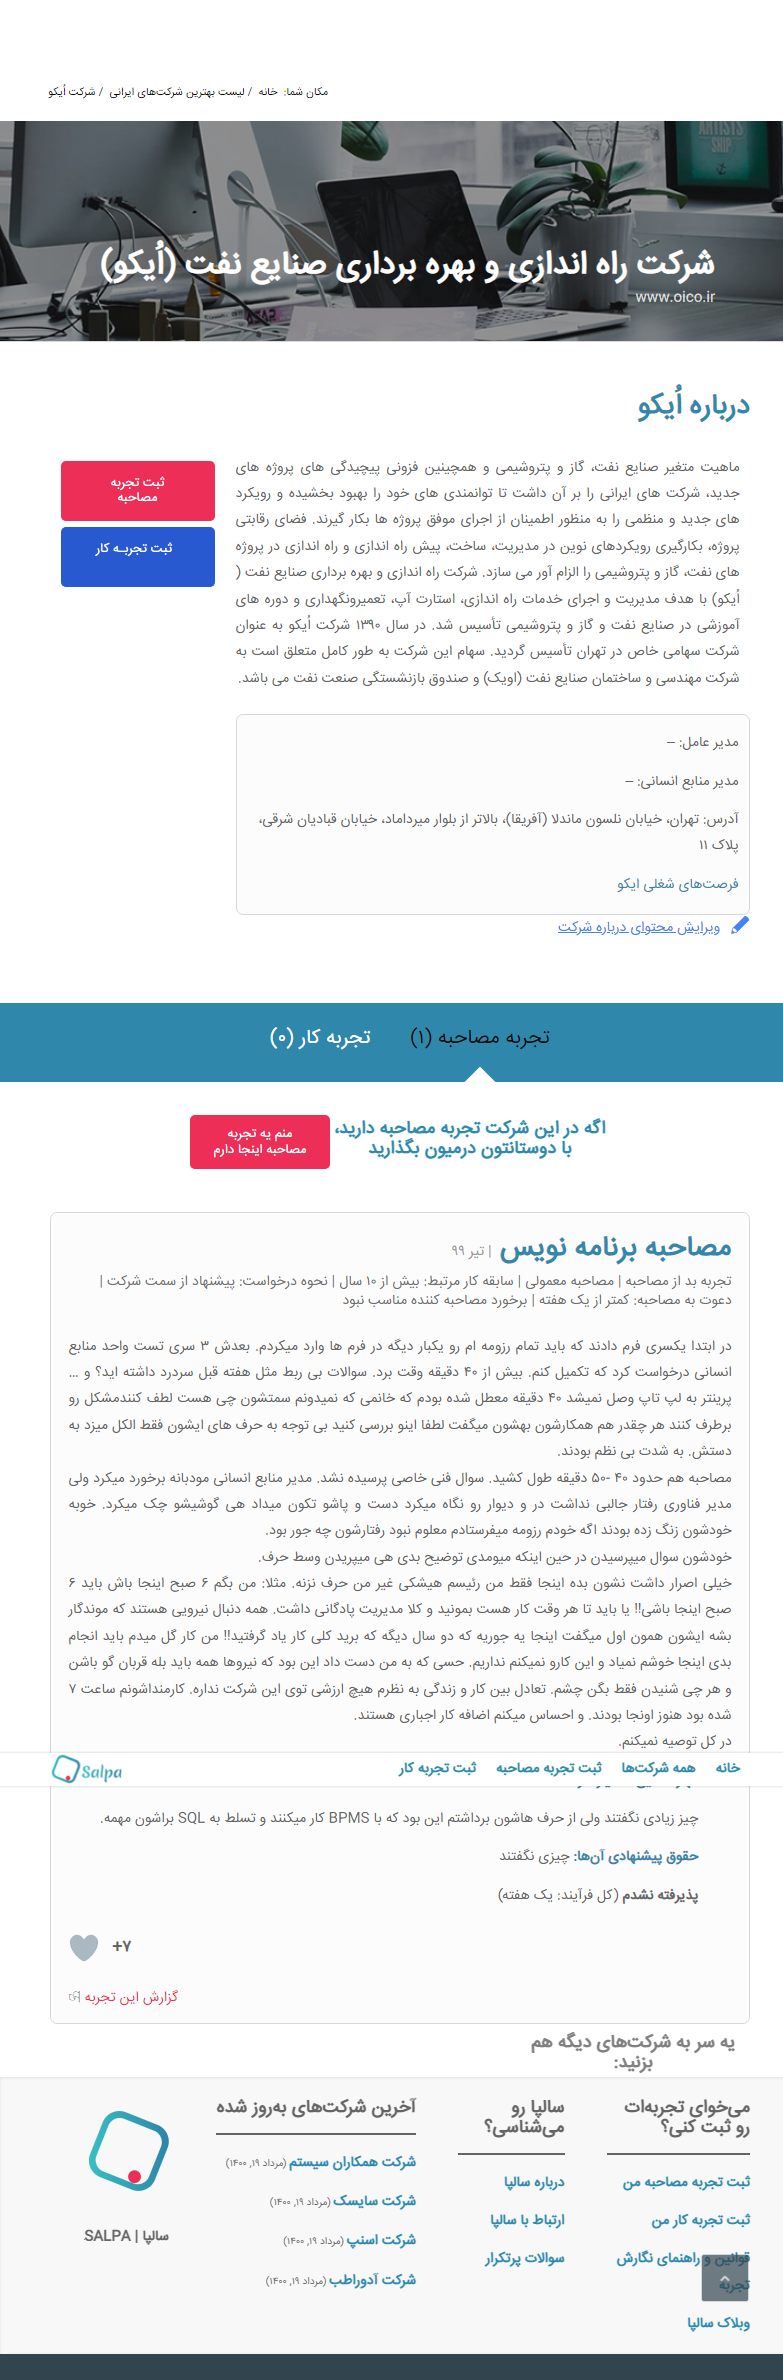 مکان شما: خانه / لیست بهترین شرکت‌های ایرانی / شرکت اُیکو
ARTISTS
SHIP
شرکت راه اندازی و بهره برداری صنایع نفت (اُیکو)
www.oico.ir
درباره اُیکو
ماهیت متغیر صنایع نفت، گاز و پتروشیمی و همچینین فزونی پیچیدگی های پروژه های
جدید، شرکت های ایرانی را بر آن داشت تا توانمندی های خود را بهبود بخشیده و رویکرد
های جدید و منظمی را به منظور اطمینان از اجرای موفق پروژه ها بکار گیرند. فضای رقابتی
پروژه، بکارگیری رویکردهای نوین در مدیریت، ساخت، پیش راه اندازی و راه اندازی در پروژه
های نفت، گاز و پتروشیمی را الزام آور می سازد. شرکت راه اندازی و بهره برداری صنایع نفت (
اُیکو) با هدف مدیریت و اجرای خدمات راه اندازی، استارت آپ، تعمیرونگهداری و دوره های
آموزشی در صنایع نفت و گاز و پتروشیمی تأسیس شد. در سال ۱۳۹۰ شرکت اُیکو به عنوان
شرکت سهامی خاص در تهران تأسیس گردید. سهام این شرکت به طور کامل متعلق است به
شرکت مهندسی و ساختمان صنایع نفت (اویک) و صندوق بازنشستگی صنعت نفت می باشد.
ثبت تجربه
مصاحبه
ثبت تجربـه کار
مدیر عامل: –
مدیر منابع انسانی: –
آدرس: تهران، خیابان نلسون ماندلا (آفریقا)، بالاتر از بلوار میرداماد، خیابان قبادیان شرقی،
پلاک ۱۱
فرصت‌های شغلی ایکو
ویرایش محتوای درباره شرکت
تجربه مصاحبه (۱)
تجربه کار (۰)
اگه در این شرکت تجربه مصاحبه دارید،
با دوستانتون درمیون بگذارید
منم یه تجربه
مصاحبه اینجا دارم
مصاحبه برنامه نویس | تیر ۹۹
تجربه بد از مصاحبه | مصاحبه معمولی | سابقه کار مرتبط: بیش از ۱۰ سال | نحوه درخواست: پیشنهاد از سمت شرکت |
دعوت به مصاحبه: کمتر از یک هفته | برخورد مصاحبه کننده مناسب نبود
در ابتدا یکسری فرم دادند که باید تمام رزومه ام رو یکبار دیگه در فرم ها وارد میکردم. بعدش ۳ سری تست واحد منابع
انسانی درخواست کرد که تکمیل کنم. بیش از ۴۰ دقیقه وقت برد. سوالات بی ربط مثل هفته قبل سردرد داشته اید؟ و …
پرینتر به لپ تاپ وصل نمیشد ۴۰ دقیقه معطل شده بودم که خانمی که نمیدونم سمتشون چی هست لطف کنندمشکل رو
برطرف کنند هر چقدر هم همکارشون بهشون میگفت لطفا اینو بررسی کنید بی توجه به حرف های ایشون فقط الکل میزد به
دستش. به شدت بی نظم بودند.
مصاحبه هم حدود ۴۰ -۵۰ دقیقه طول کشید. سوال فنی خاصی پرسیده نشد. مدیر منابع انسانی مودبانه برخورد میکرد ولی
مدیر فناوری رفتار جالبی نداشت در و دیوار رو نگاه میکرد دست و پاشو تکون میداد هی گوشیشو چک میکرد. خوبه
خودشون زنگ زده بودند اگه خودم رزومه میفرستادم معلوم نبود رفتارشون چه جور بود.
خودشون سوال میپرسیدن در حین اینکه میومدی توضیح بدی هی میپریدن وسط حرف.
خیلی اصرار داشت نشون بده اینجا فقط من رئیسم هیشکی غیر من حرف نزنه. مثلا: من بگم ۶ صبح اینجا باش باید ۶
صبح اینجا باشی!! یا باید تا هر وقت کار هست بمونید و کلا مدیریت پادگانی داشت. همه دنبال نیرویی هستند که موندگار
بشه ایشون همون اول میگفت اینجا یه جوریه که دو سال دیگه که برید کلی کار یاد گرفتید!! من کار گل میدم باید انجام
بدی اینجا خوشم نمیاد و این کارو نمیکنم نداریم. حسی که به من دست داد این بود که نیروها همه باید بله قربان گو باشن
و هر چی شنیدن فقط بگن چشم. تعادل بین کار و زندگی به نظرم هیچ ارزشی توی این شرکت نداره. کارمنداشونم ساعت ۷
شده بود هنوز اونجا بودند. و احساس میکنم اضافه کار اجباری هستند.
در کل توصیه نمیکنم.
خانه همه شرکت‌ها ثبت تجربه مصاحبه ثبت تجربه کار
Salpa
چیز زیادی نگفتند ولی از حرف هاشون برداشتم این بود که با BPMS کار میکنند و تسلط به SQL براشون مهمه.
حقوق پیشنهادی آن‌ها: چیزی نگفتند
پذیرفته نشدم (کل فرآیند: یک هفته)
+۷
گزارش این تجربه
یه سر به شرکت‌های دیگه هم
بزنید:
می‌خوای تجربه‌ات
رو ثبت کنی؟
ثبت تجربه مصاحبه من
ثبت تجربه کار من
قوانین و راهنمای نگارش
تجربه
وبلاگ سالپا
سالپا رو
می‌شناسی؟
درباره سالپا
ارتباط با سالپا
سوالات پرتکرار
آخرین شرکت‌های به‌روز شده
شرکت همکاران سیستم (مرداد ۱۹, ۱۴۰۰)
شرکت سایسک (مرداد ۱۹, ۱۴۰۰)
شرکت اسنپ (مرداد ۱۹, ۱۴۰۰)
شرکت آدوراطب (مرداد ۱۹, ۱۴۰۰)
سالپا | SALPA